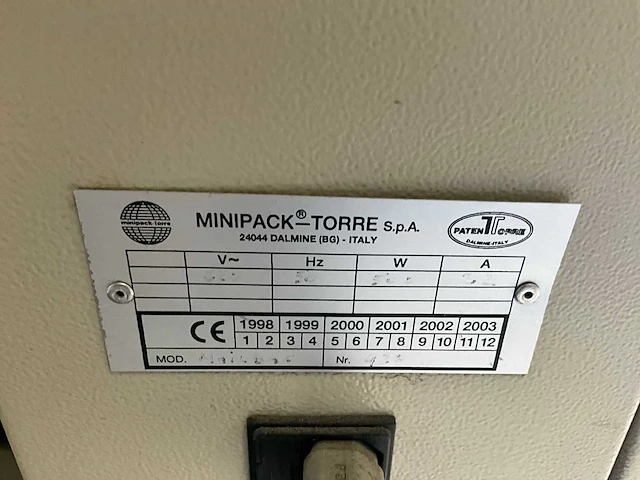 minipack torre
MINIPACK®-TORRE S.p.A.
24044 DALMINE (BG) - ITALY
PATEN TORRE
DALMINE-ITALY
V~ Hz W A
CE 1998 1999 2000 2001 2002 2003
1 2 3 4 5 6 7 8 9 10 11 12
MOD. Nr.